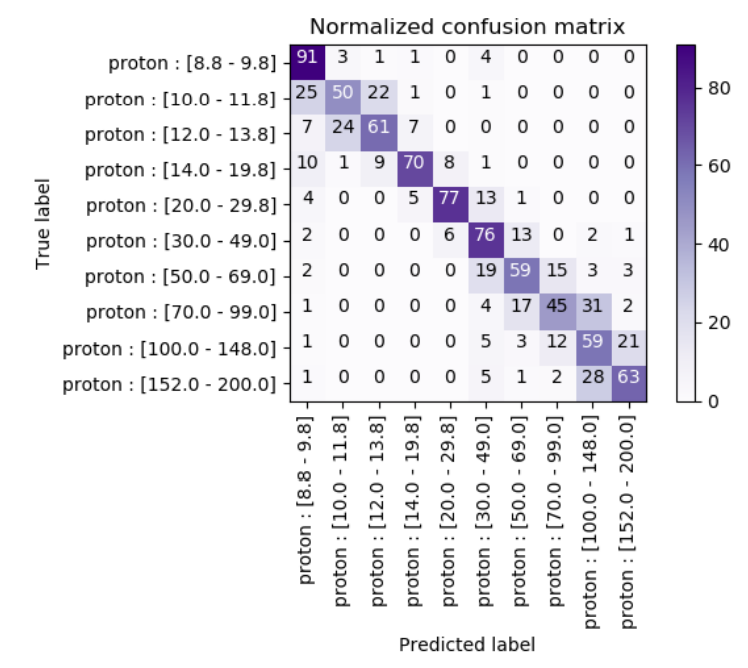 Normalized confusion matrix
proton : [8.8 - 9.8] 91 3 1 1 0 4 0 0 0 0
proton : [10.0 - 11.8] 25 50 22 1 0 1 0 0 0 0
proton : [12.0 - 13.8] 7 24 61 7 0 0 0 0 0 0
proton : [14.0 - 19.8] 10 1 9 70 8 1 0 0 0 0
proton : [20.0 - 29.8] 4 0 0 5 77 13 1 0 0 0
proton : [30.0 - 49.0] 2 0 0 0 6 76 13 0 2 1
proton : [50.0 - 69.0] 2 0 0 0 0 19 59 15 3 3
proton : [70.0 - 99.0] 1 0 0 0 0 4 17 45 31 2
proton : [100.0 - 148.0] 1 0 0 0 0 5 3 12 59 21
proton : [152.0 - 200.0] 1 0 0 0 0 5 1 2 28 63
True label
proton : [8.8 - 9.8]
proton : [10.0 - 11.8]
proton : [12.0 - 13.8]
proton : [14.0 - 19.8]
proton : [20.0 - 29.8]
proton : [30.0 - 49.0]
proton : [50.0 - 69.0]
proton : [70.0 - 99.0]
proton : [100.0 - 148.0]
proton : [152.0 - 200.0]
Predicted label
80
60
40
20
0